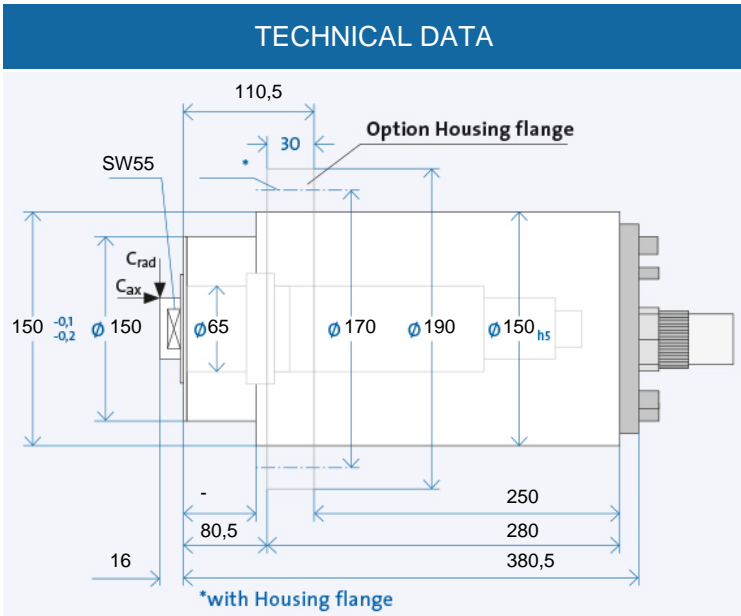 TECHNICAL DATA
110,5
Option Housing flange
30
SW55
*
Crad
Cax
150 -0,1 -0,2
ø 150
ø65
ø 170
ø 190
ø 150 h5
-
250
80,5
280
16
380,5
*with Housing flange